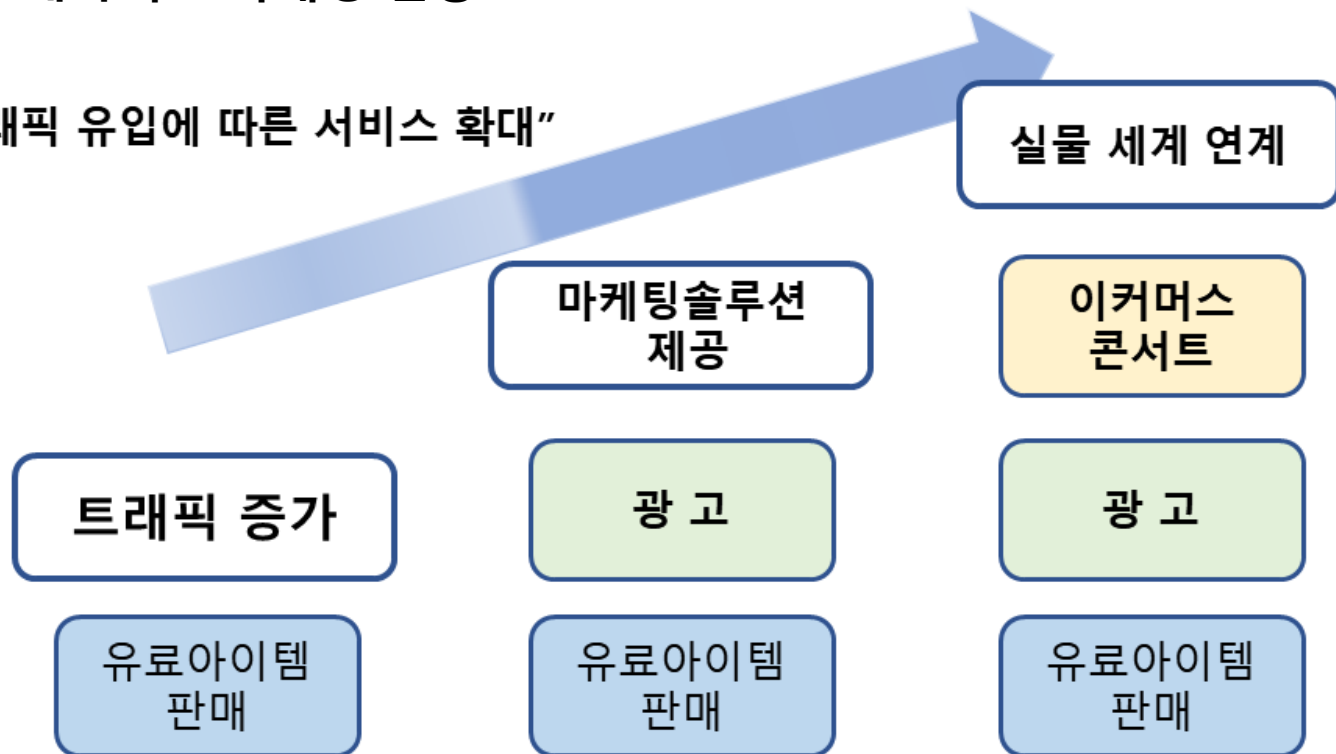 유입에 따른 서비스 확대”
실물 세계 연계
마케팅솔루션
제공
이커머스
콘서트
트래픽 증가
광 고
광 고
유료아이템
판매
유료아이템
판매
유료아이템
판매